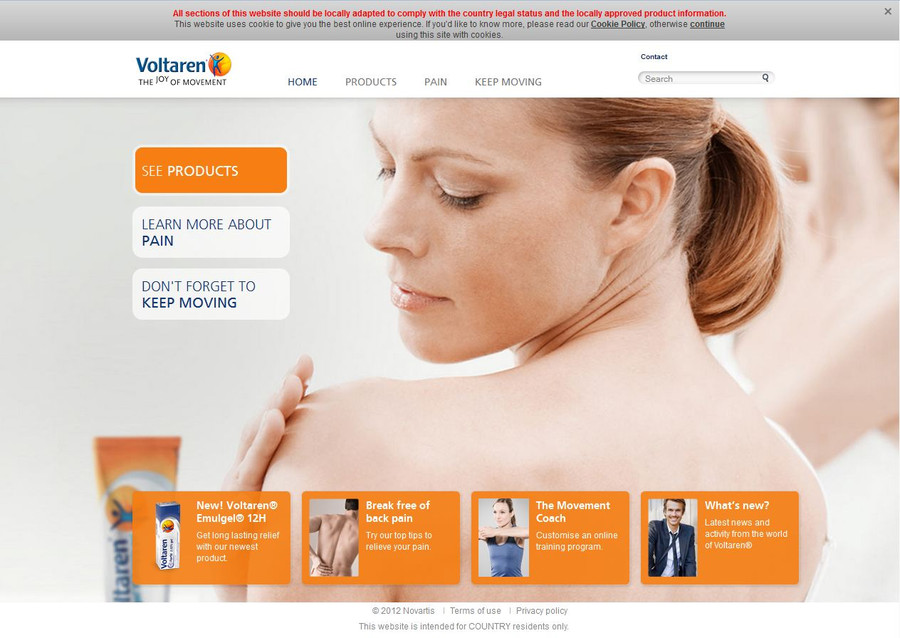 All sections of this website should be locally adapted to comply with the country legal status and the locally approved product information.
This website uses cookie to give you the best online experience. If you'd like to know more, please read our Cookie Policy, otherwise continue
using this site with cookies.
Voltaren
THE JOY OF MOVEMENT
HOME
PRODUCTS
PAIN
KEEP MOVING
Contact
Search
SEE PRODUCTS
LEARN MORE ABOUT
PAIN
DON'T FORGET TO
KEEP MOVING
New! Voltaren®
Emulgel® 12H
Get long lasting relief
with our newest
product.
Voltaren
Break free of
back pain
Try our top tips to
relieve your pain.
The Movement
Coach
Customise an online
training program.
What's new?
Latest news and
activity from the world
of Voltaren®
© 2012 Novartis | Terms of use | Privacy policy
This website is intended for COUNTRY residents only.